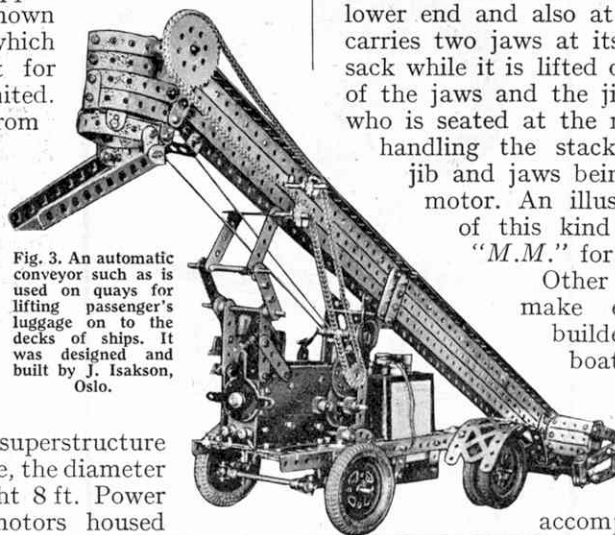 nown
which
t for
nited.
rom
Fig. 3. An automatic
conveyor such as is
used on quays for
lifting passenger's
luggage on to the
decks of ships. It
was designed and
built by J. Isakson,
Oslo.
superstructure
e, the diameter
ht 8 ft. Power
motors housed
lower end and also at
carries two jaws at its
sack while it is lifted
of the jaws and the ji
who is seated at the
handling the stack
jib and jaws bein
motor. An illus
of this kind
"M.M." for
Other
make
builde
boat
accomp